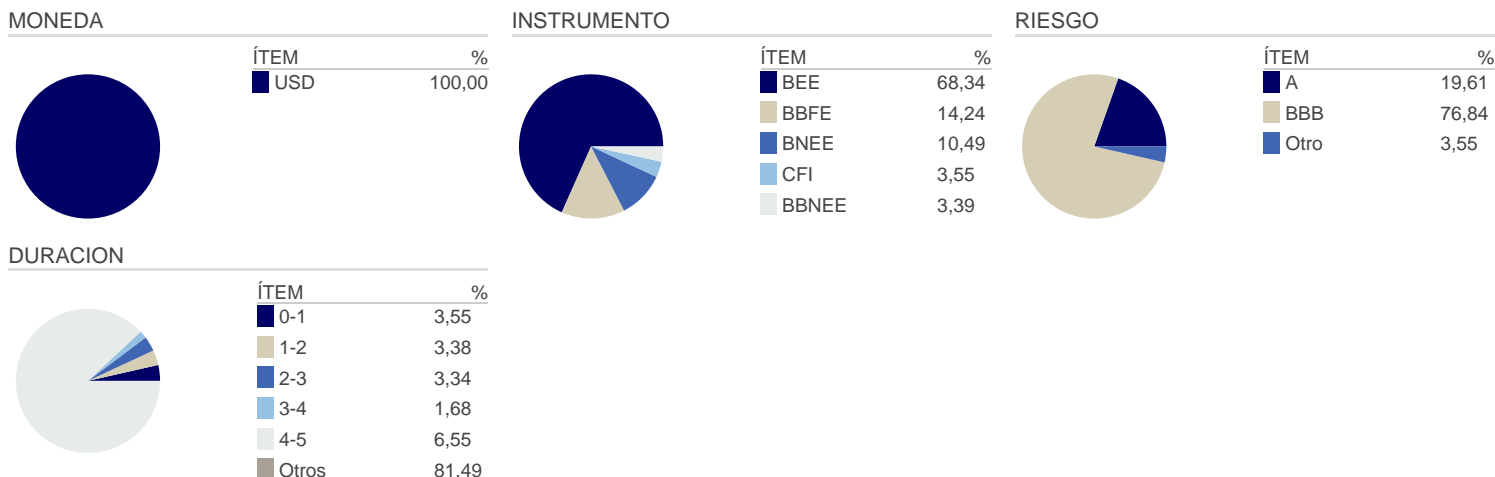 MONEDA
ÍTEM %
USD 100,00
INSTRUMENTO
ÍTEM %
BEE 68,34
BBFE 14,24
BNEE 10,49
CFI 3,55
BBNEE 3,39
RIESGO
ÍTEM %
A 19,61
BBB 76,84
Otro 3,55
DURACION
ÍTEM %
0-1 3,55
1-2 3,38
2-3 3,34
3-4 1,68
4-5 6,55
Otros 81,49